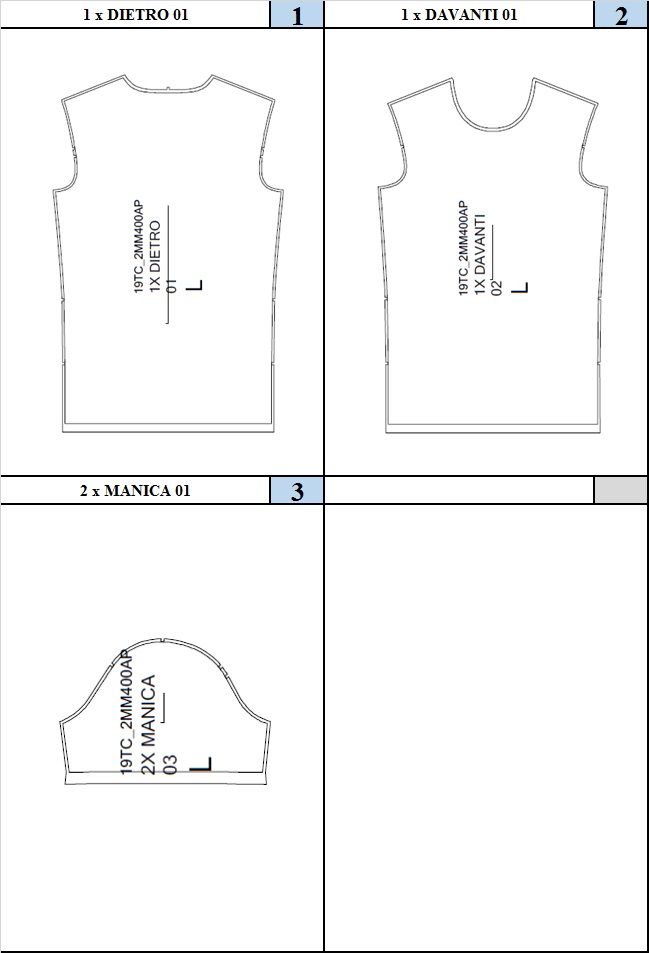 1 x DIETRO 01
1
1 x DAVANTI 01
2
19TC_2MM400AP
1X DIETRO
01
L
19TC_2MM400AP
1X DAVANTI
02
L
2 x MANICA 01
3
19TC_2MM400AP
2X MANICA
03
L